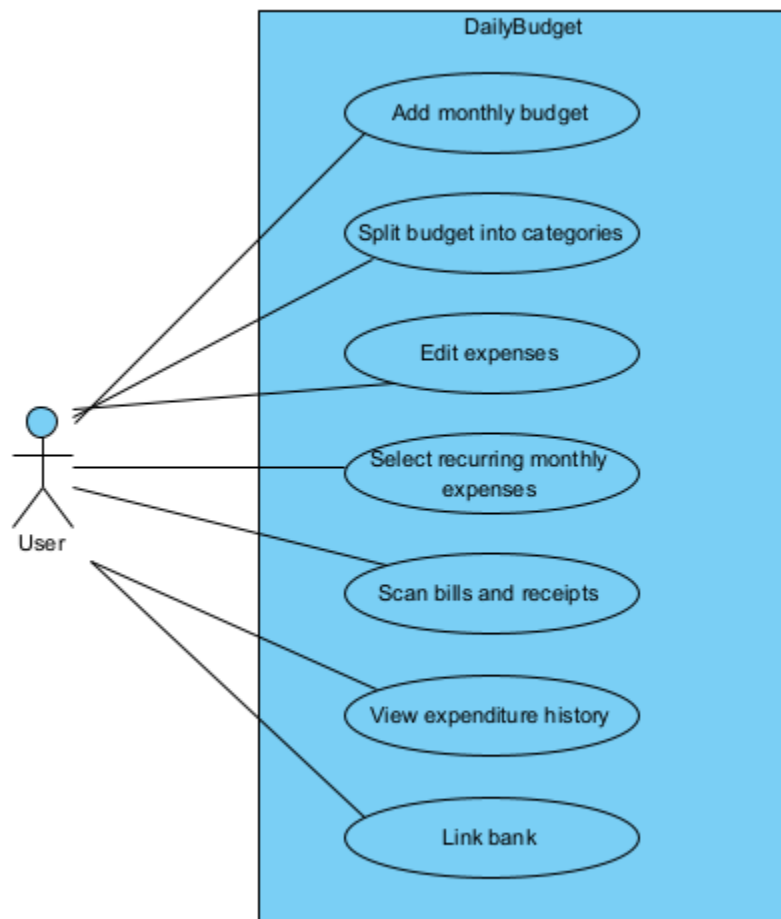 DailyBudget
Add monthly budget
Split budget into categories
Edit expenses
Select recurring monthly
expenses
User
Scan bills and receipts
View expenditure history
Link bank